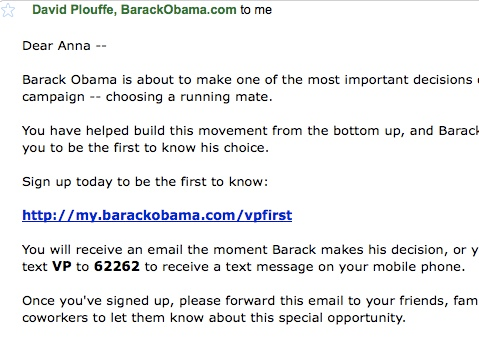 David Plouffe, BarackObama.com to me
Dear Anna --
Barack Obama is about to make one of the most important decisions
campaign -- choosing a running mate.
You have helped build this movement from the bottom up, and Barack
you to be the first to know his choice.
Sign up today to be the first to know:
http://my.barackobama.com/vpfirst
You will receive an email the moment Barack makes his decision, or
text VP to 62262 to receive a text message on your mobile phone.
Once you've signed up, please forward this email to your friends,
coworkers to let them know about this special opportunity.